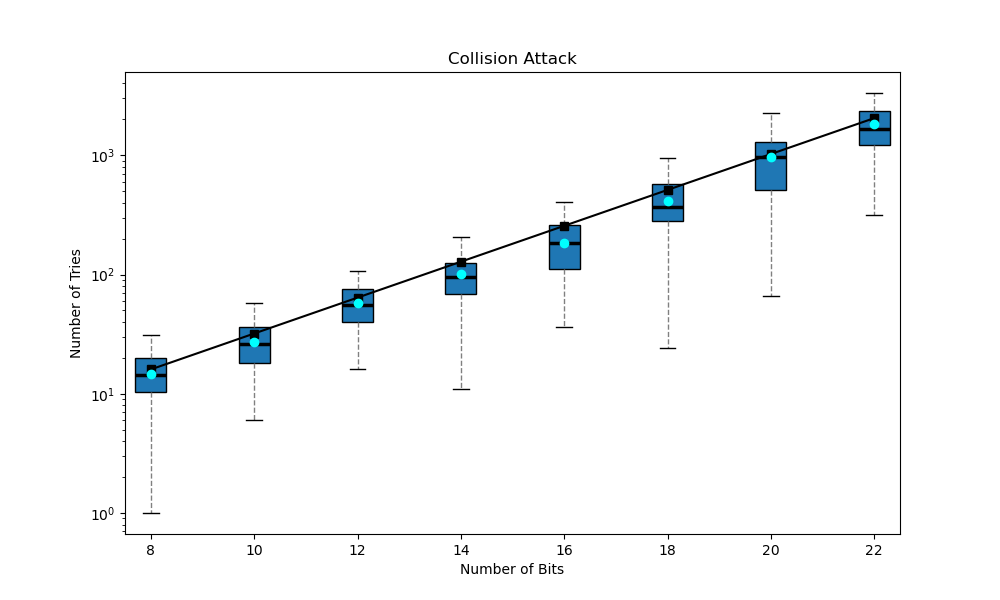 Collision Attack
Number of Tries
10³
10²
10¹
10⁰
8 10 12 14 16 18 20 22
Number of Bits